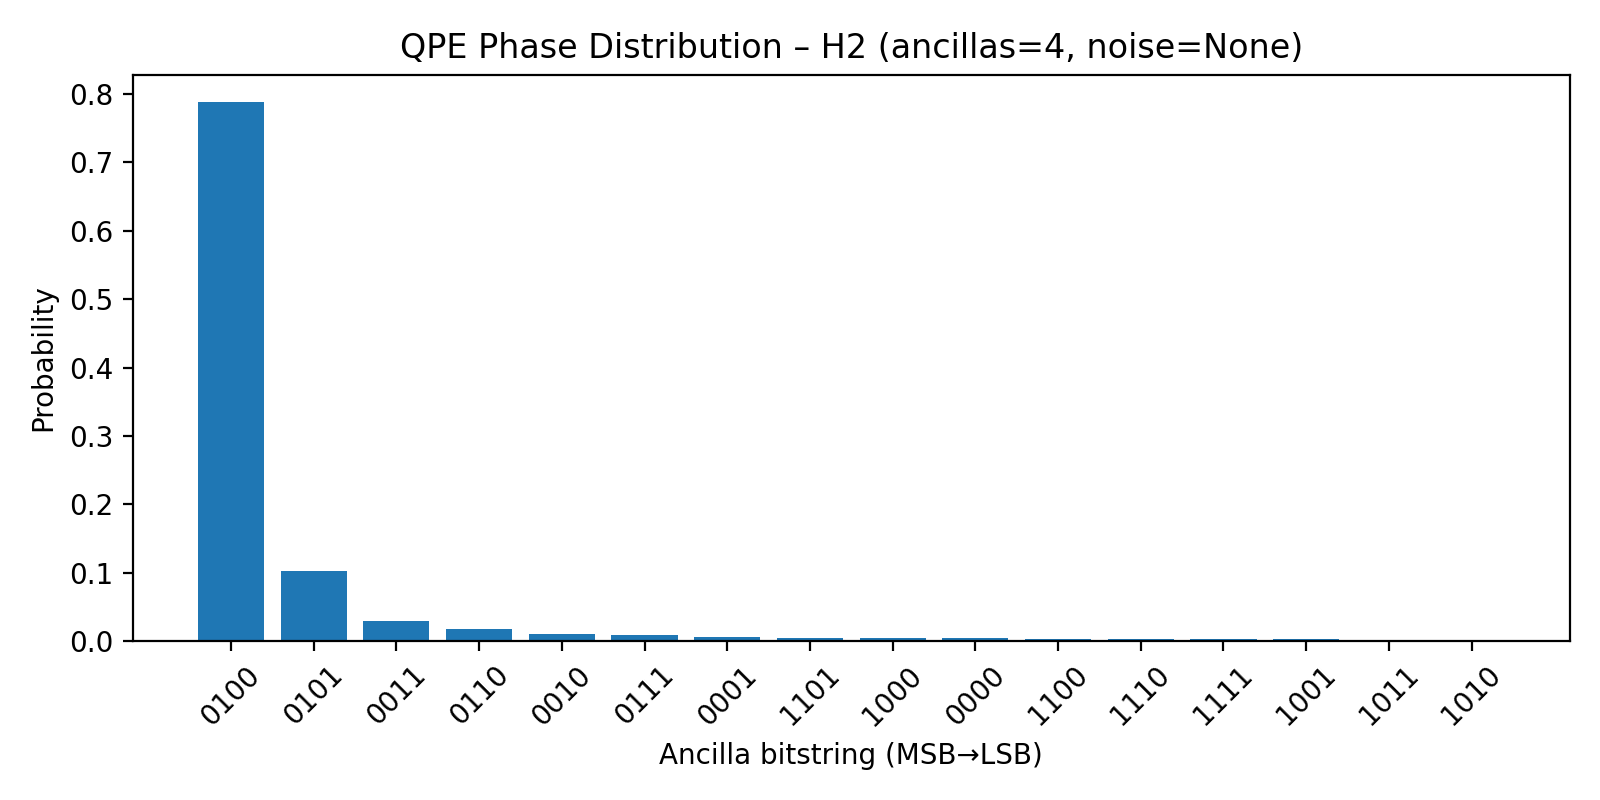 QPE Phase Distribution – H2 (ancillas=4, noise=None)
Probability
0.8
0.7
0.6
0.5
0.4
0.3
0.2
0.1
0.0
0100 0101 0011 0110 0010 0111 0001 1101 1000 0000 1100 1110 1111 1001 1011 1010
Ancilla bitstring (MSB→LSB)